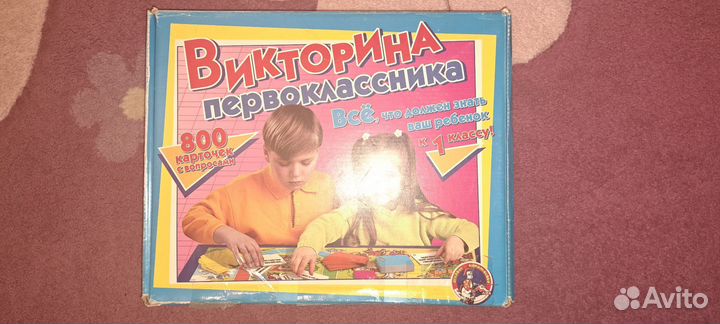 Викторина
первоклассника
Всё, что должен знать
ваш ребенок
к 1 классу!
800
карточек
с вопросами
Avito